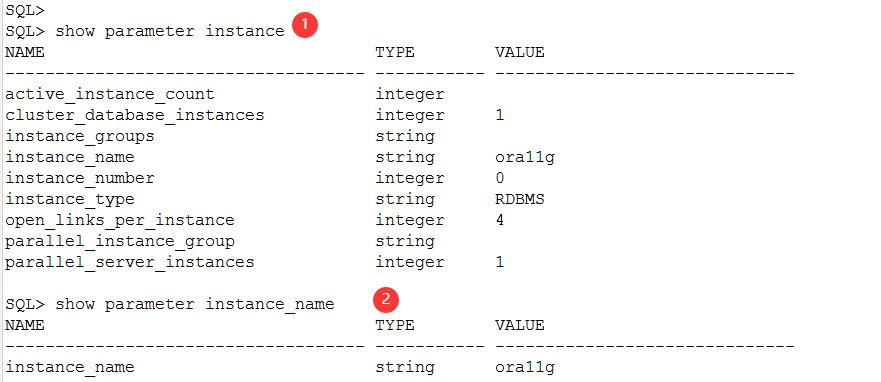 SQL>
SQL> show parameter instance 1
NAME                                 TYPE        VALUE
------------------------------------ ----------- ------------------------------
active_instance_count                integer
cluster_database_instances           integer     1
instance_groups                      string
instance_name                        string      ora11g
instance_number                      integer     0
instance_type                        string      RDBMS
open_links_per_instance              integer     4
parallel_instance_group              string
parallel_server_instances            integer     1
SQL> show parameter instance_name 2
NAME                                 TYPE        VALUE
------------------------------------ ----------- ------------------------------
instance_name                        string      ora11g